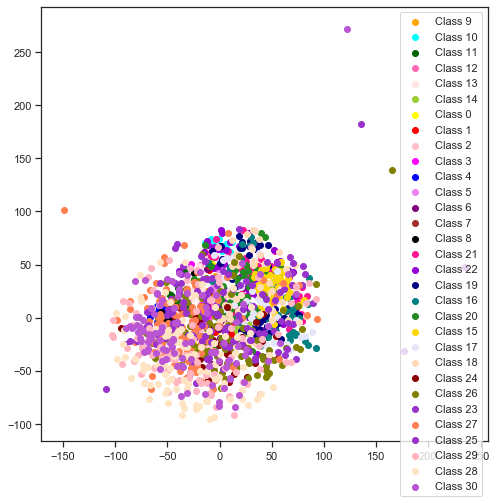 250
200
150
100
50
0
−50
−100
−150
−100
−50
0
50
100
150
200
250
Class 9
Class 10
Class 11
Class 12
Class 13
Class 14
Class 0
Class 1
Class 2
Class 3
Class 4
Class 5
Class 6
Class 7
Class 8
Class 21
Class 22
Class 19
Class 16
Class 20
Class 15
Class 17
Class 18
Class 24
Class 26
Class 23
Class 27
Class 25
Class 29
Class 28
Class 30